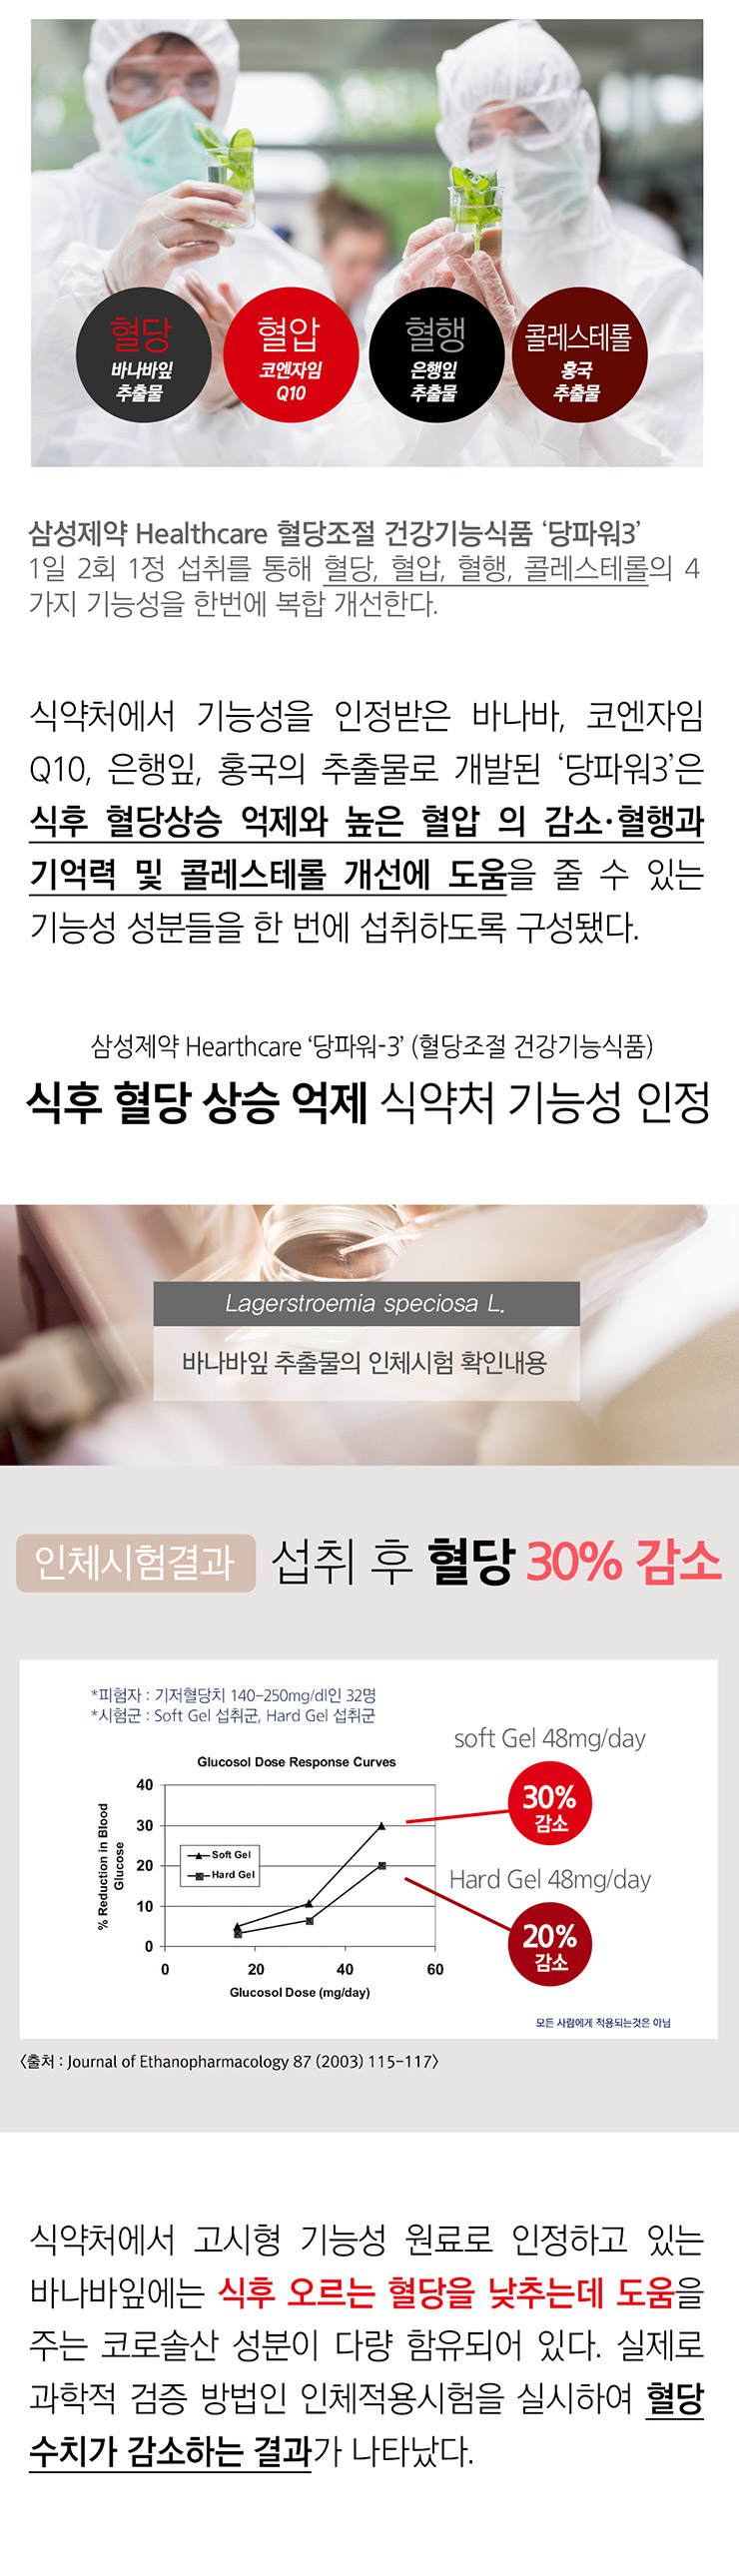 혈당
바나바잎
추출물
혈압
코엔자임
Q10
혈행
은행잎
추출물
콜레스테롤
홍국
추출물
삼성제약 Healthcare 혈당조절 건강기능식품 ‘당파워3’
1일 2회 1정 섭취를 통해 혈당, 혈압, 혈행, 콜레스테롤의 4
가지 기능성을 한번에 복합 개선한다.
식약처에서 기능성을 인정받은 바나바, 코엔자임
Q10, 은행잎, 홍국의 추출물로 개발된 ‘당파워3’은
식후 혈당상승 억제와 높은 혈압 의 감소·혈행과
기억력 및 콜레스테롤 개선에 도움을 줄 수 있는
기능성 성분들을 한 번에 섭취하도록 구성됐다.
삼성제약 Hearthcare ‘당파워-3’ (혈당조절 건강기능식품)
식후 혈당 상승 억제 식약처 기능성 인정
Lagerstroemia speciosa L.
바나바잎 추출물의 인체시험 확인내용
인체시험결과 섭취 후 혈당 30% 감소
*피험자 : 기저혈당치 140-250mg/dl인 32명
*시험군 : Soft Gel 섭취군, Hard Gel 섭취군
soft Gel 48mg/day
30%
감소
Hard Gel 48mg/day
20%
감소
Glucosol Dose Response Curves
% Reduction in Blood
Glucose
40
30
20
10
0
Soft Gel
Hard Gel
0 20 40 60
Glucosol Dose (mg/day)
모든 사람에게 적용되는것은 아님
〈출처 : Journal of Ethanopharmacology 87 (2003) 115-117〉
식약처에서 고시형 기능성 원료로 인정하고 있는
바나바잎에는 식후 오르는 혈당을 낮추는데 도움을
주는 코로솔산 성분이 다량 함유되어 있다. 실제로
과학적 검증 방법인 인체적용시험을 실시하여 혈당
수치가 감소하는 결과가 나타났다.